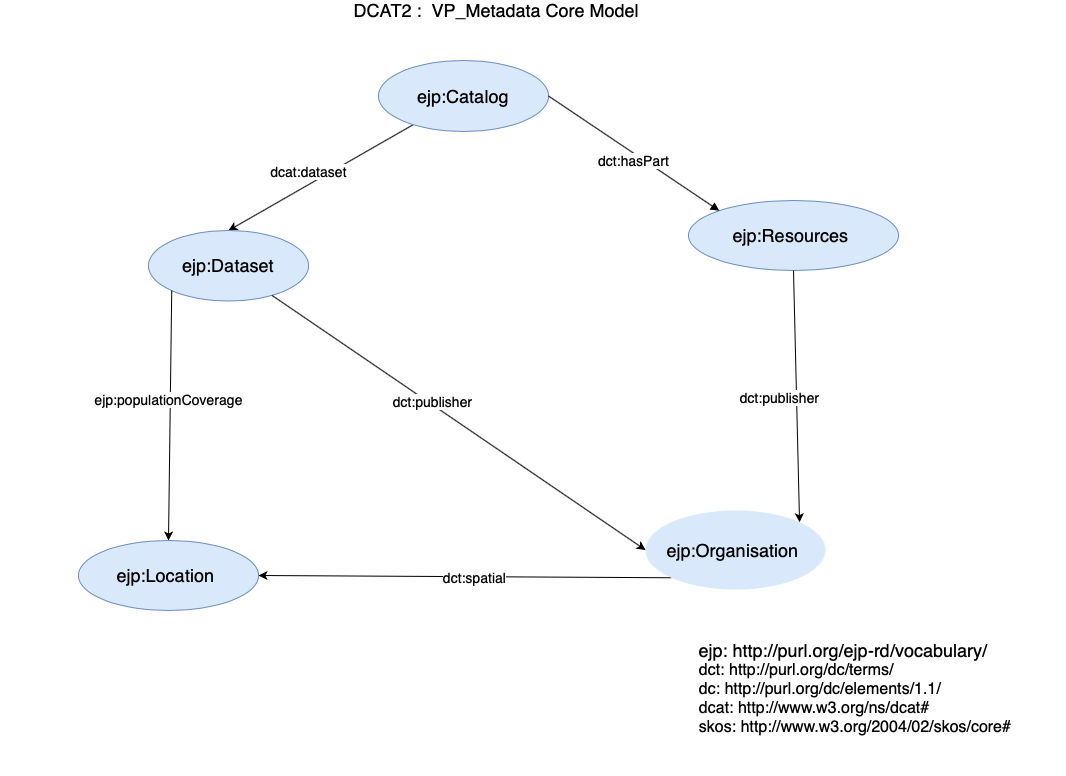 DCAT2 : VP_Metadata Core Model
ejp:Catalog
dct:hasPart
dcat:dataset
ejp:Resources
ejp:Dataset
ejp:populationCoverage
dct:publisher
dct:publisher
ejp:Organisation
ejp:Location
dct:spatial
ejp: http://purl.org/ejp-rd/vocabulary/
dct: http://purl.org/dc/terms/
dc: http://purl.org/dc/elements/1.1/
dcat: http://www.w3.org/ns/dcat#
skos: http://www.w3.org/2004/02/skos/core#